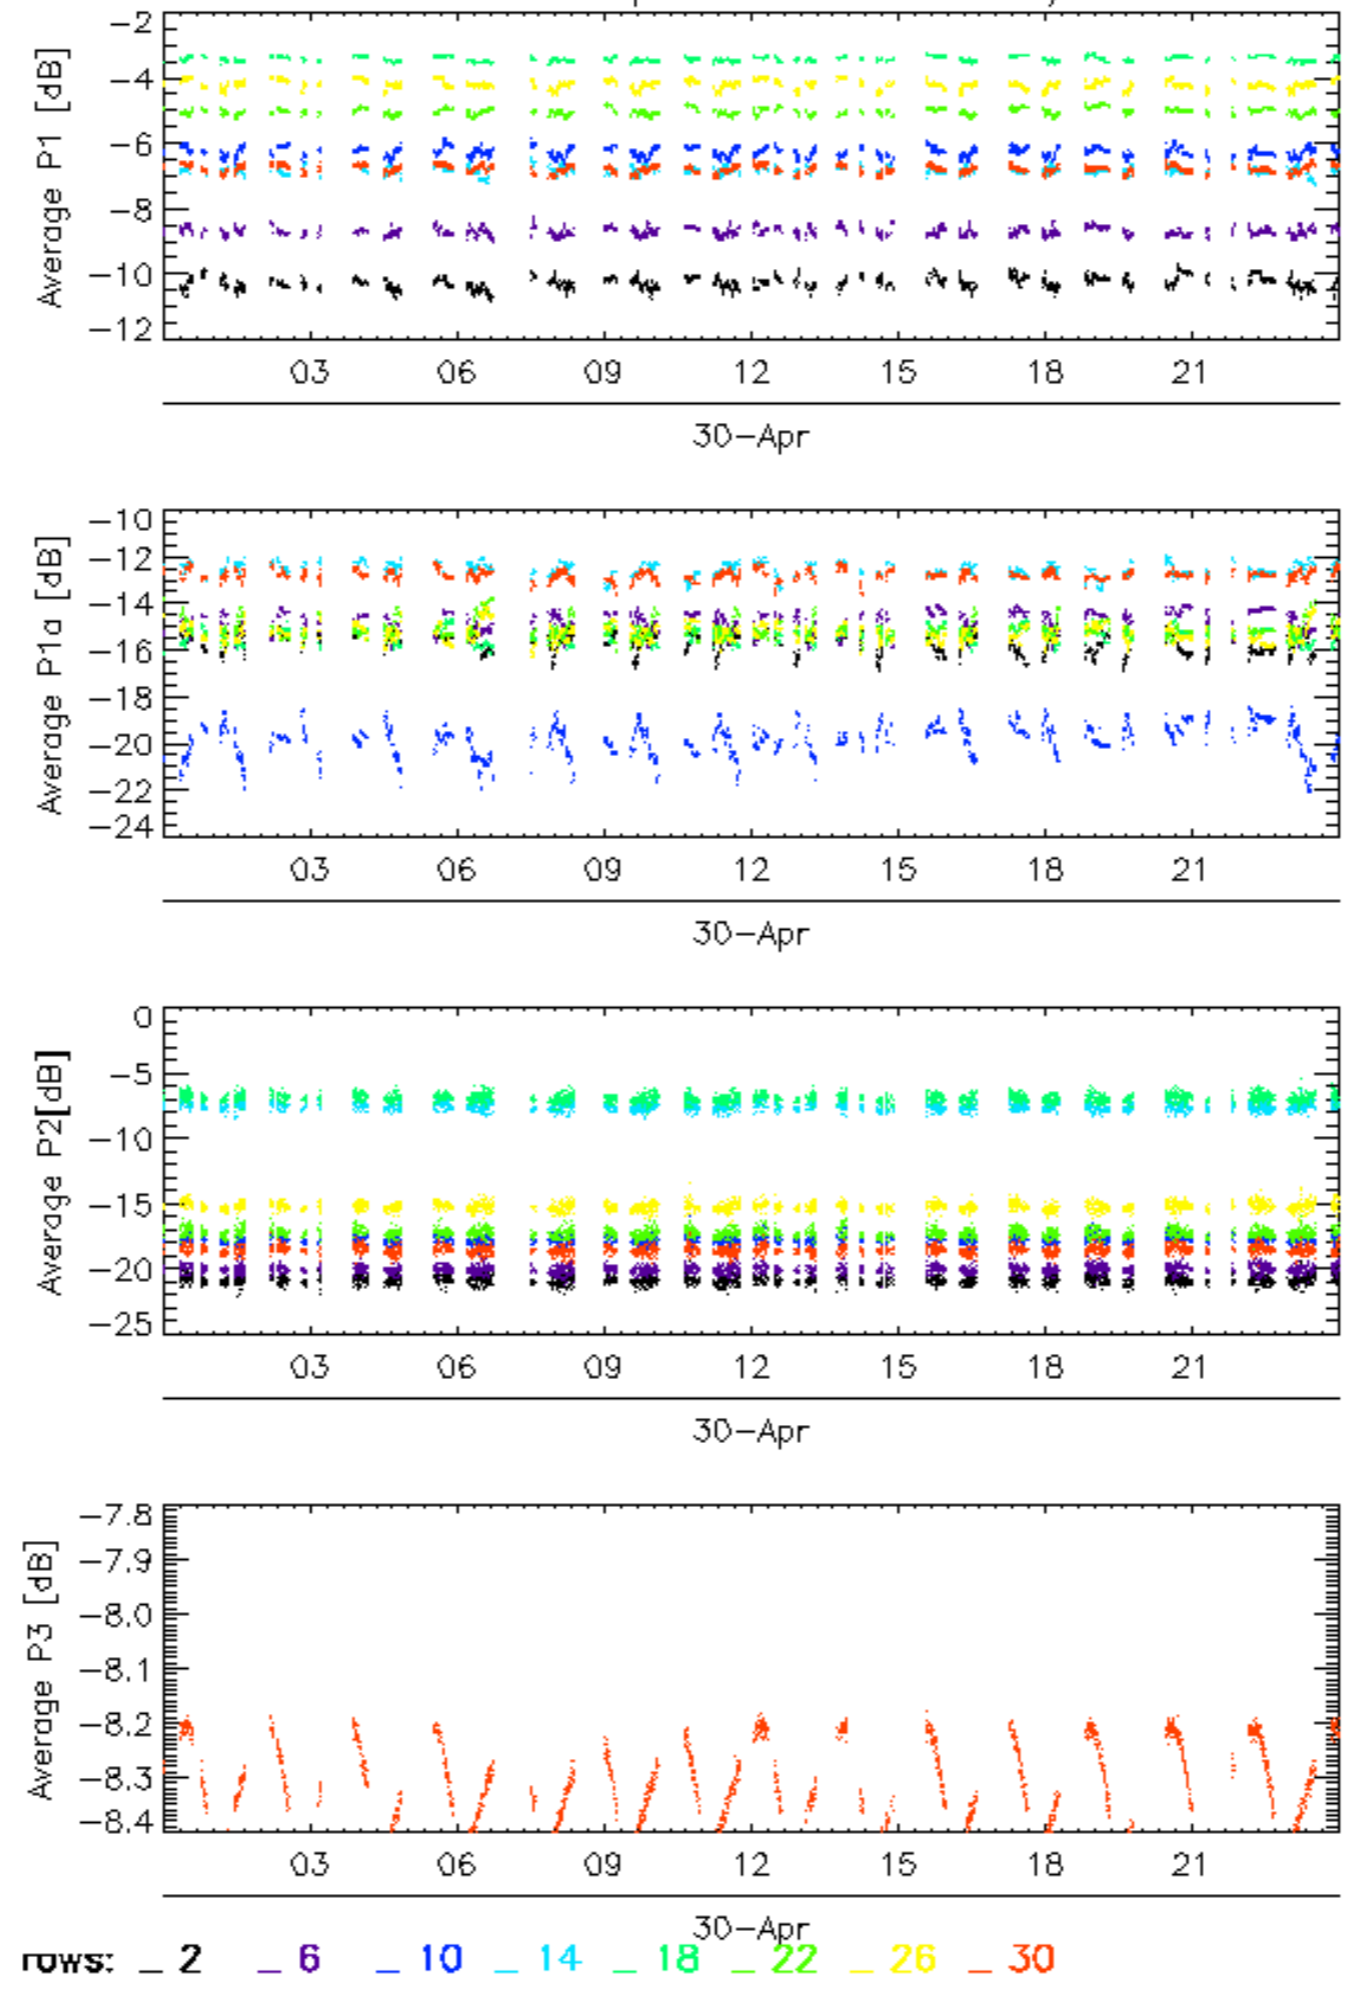 Average P1 [dB]
-2
-4
-6
-8
-10
-12
03 06 09 12 15 18 21
30-Apr
Average P1a [dB]
-10
-12
-14
-16
-18
-20
-22
-24
03 06 09 12 15 18 21
30-Apr
Average P2[dB]
0
-5
-10
-15
-20
-25
03 06 09 12 15 18 21
30-Apr
Average P3 [dB]
-7.8
-7.9
-8.0
-8.1
-8.2
-8.3
-8.4
03 06 09 12 15 18 21
30-Apr
rows: _ 2 _ 6 _ 10 _ 14 _ 18 _ 22 _ 26 _ 30